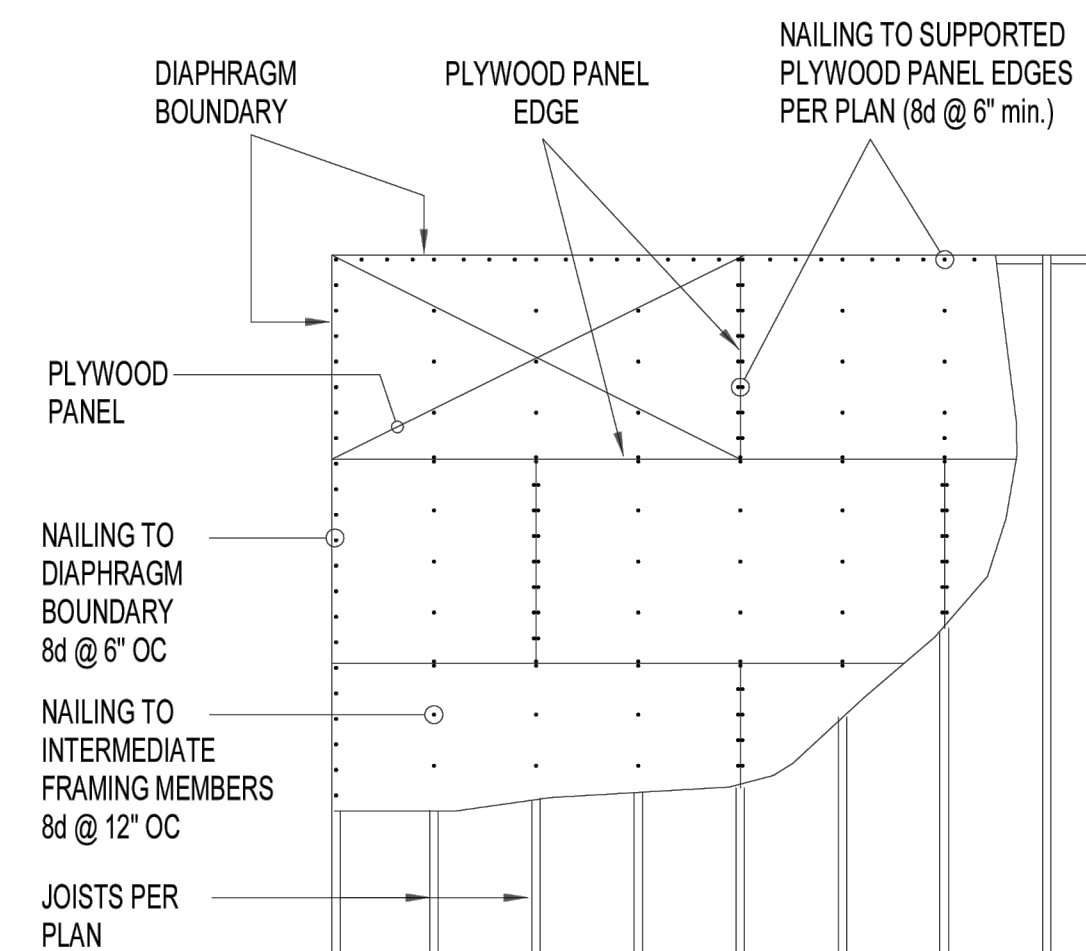 DIAPHRAGM
BOUNDARY
PLYWOOD PANEL
EDGE
NAILING TO SUPPORTED
PLYWOOD PANEL EDGES
PER PLAN (8d @ 6" min.)
PLYWOOD
PANEL
NAILING TO
DIAPHRAGM
BOUNDARY
8d @ 6" OC
NAILING TO
INTERMEDIATE
FRAMING MEMBERS
8d @ 12" OC
JOISTS PER
PLAN